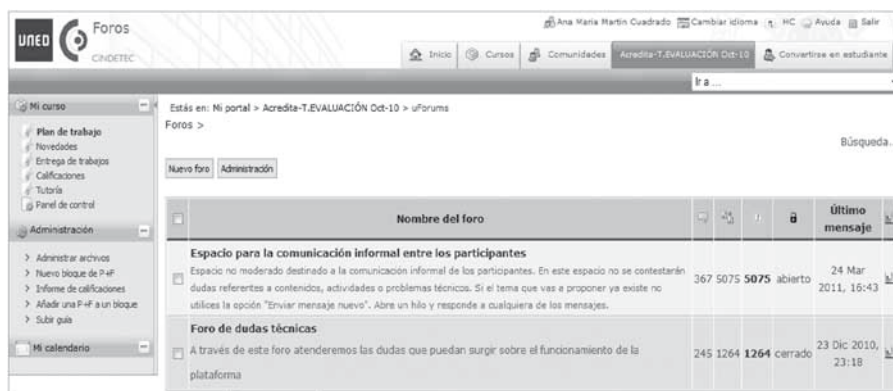 Ana Maria Martin Cuadrado Cambiar idioma HC Ayuda Salir
UNED
Foros
CINDETEC
Inicio Cursos Comunidades Acredita-T.EVALUACIÓN Oct-10 Convertirse en estudiante
Ir a ...
Mi curso
Plan de trabajo
Novedades
Entrega de trabajos
Calificaciones
Tutoría
Panel de control
Administración
> Administrar archivos
> Nuevo bloque de P+F
> Informe de calificaciones
> Añadir una P+F a un bloque
> Subir guía
Mi calendario
Estás en: Mi portal > Acredita-T.EVALUACIÓN Oct-10 > uForums
Foros >
Búsqueda.
Nuevo foro Administración
Nombre del foro
Último
mensaje
Espacio para la comunicación informal entre los participantes
Espacio no moderado destinado a la comunicación informal de los participantes. En este espacio no se contestarán
dudas referentes a contenidos, actividades o problemas técnicos. Si el tema que vas a proponer ya existe no
utilices la opción "Enviar mensaje nuevo". Abre un hilo y responde a cualquiera de los mensajes.
367 5075 5075 abierto
24 Mar
2011, 16:43
Foro de dudas técnicas
A través de este foro atenderemos las dudas que puedan surgir sobre el funcionamiento de la
plataforma
245 1264 1264 cerrado
23 Dic 2010,
23:18